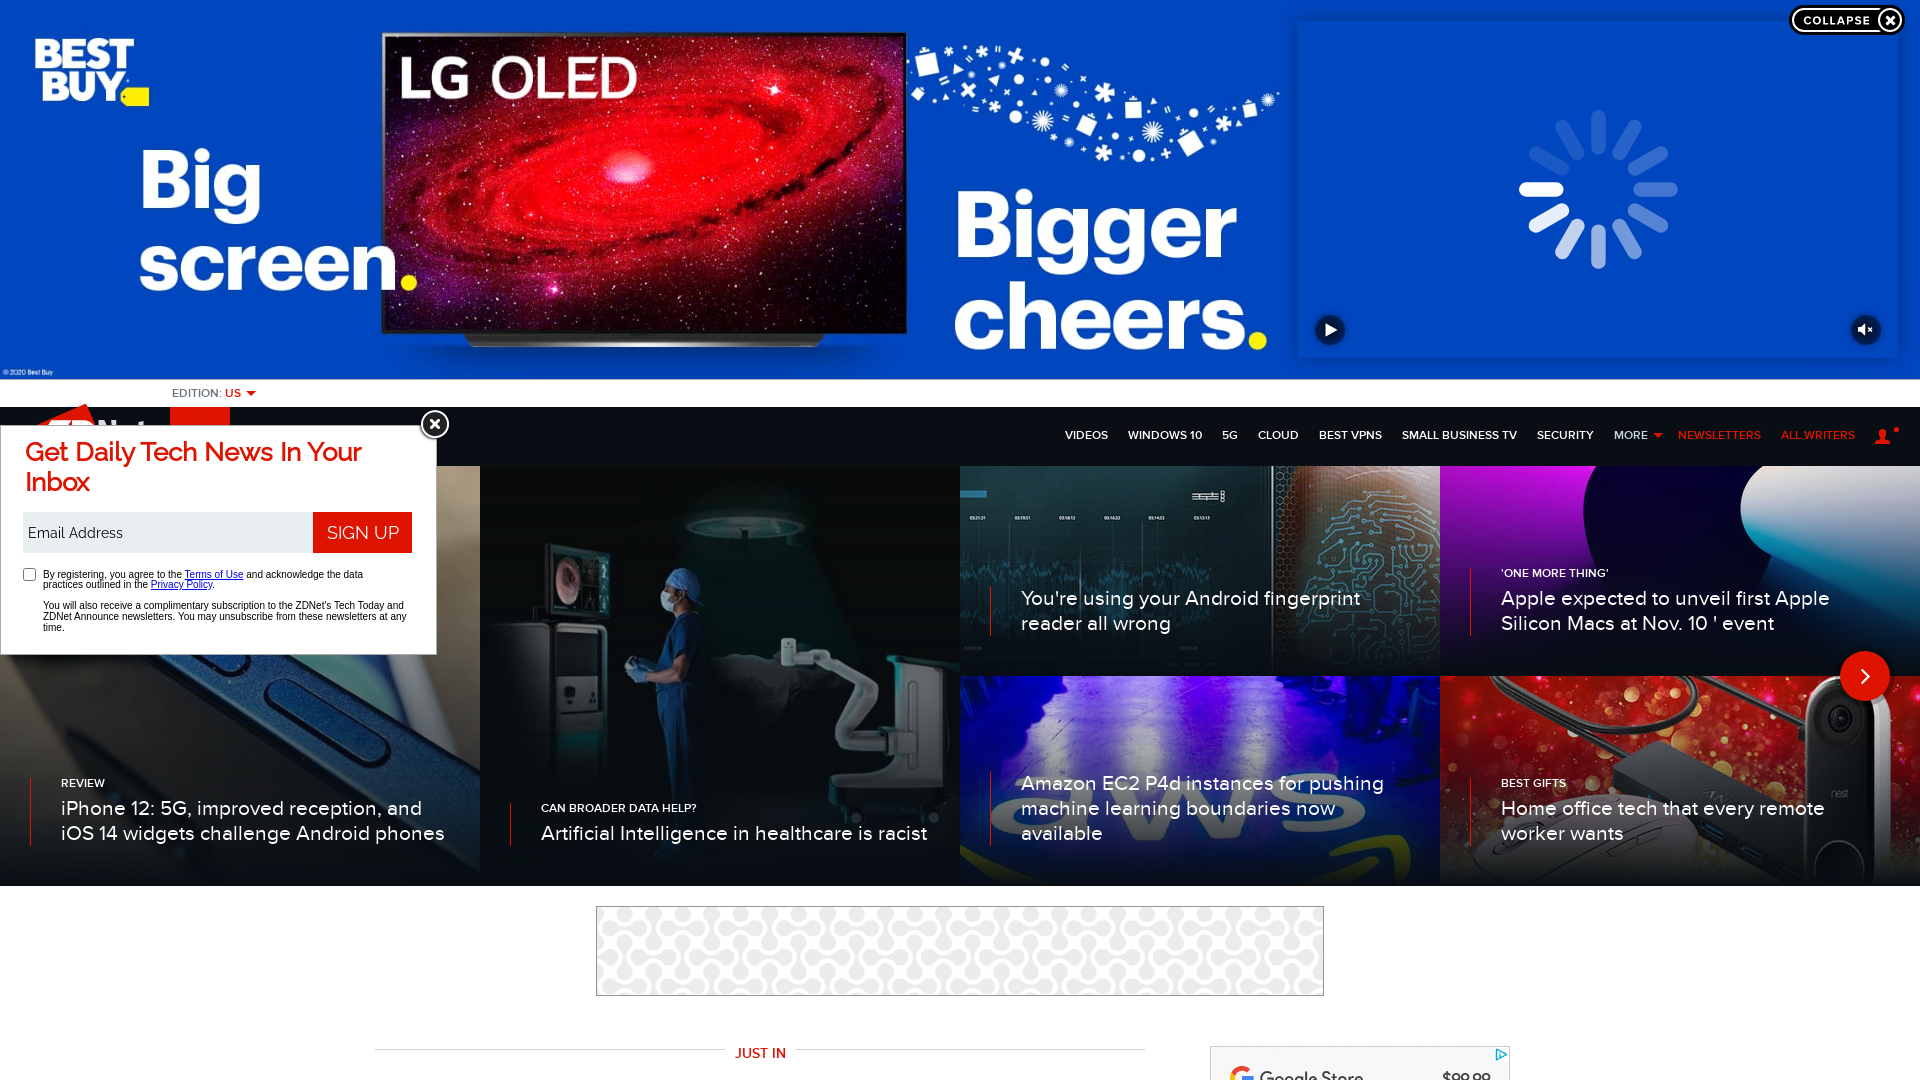 COLLAPSE
BEST
BUY
LG OLED
Big
screen.
Bigger
cheers.
© 2020 Best Buy
EDITION: US
VIDEOS
WINDOWS 10
5G
CLOUD
BEST VPNS
SMALL BUSINESS TV
SECURITY
MORE
NEWSLETTERS
ALL WRITERS
Get Daily Tech News In Your
Inbox
Email Address
SIGN UP
By registering, you agree to the Terms of Use and acknowledge the data
practices outlined in the Privacy Policy.
You will also receive a complimentary subscription to the ZDNet's Tech Today and
ZDNet Announce newsletters. You may unsubscribe from these newsletters at any
time.
REVIEW
iPhone 12: 5G, improved reception, and
iOS 14 widgets challenge Android phones
CAN BROADER DATA HELP?
Artificial Intelligence in healthcare is racist
You're using your Android fingerprint
reader all wrong
'ONE MORE THING'
Apple expected to unveil first Apple
Silicon Macs at Nov. 10 ' event
Amazon EC2 P4d instances for pushing
machine learning boundaries now
available
BEST GIFTS
Home office tech that every remote
worker wants
nest
JUST IN
Google Store
$99.99